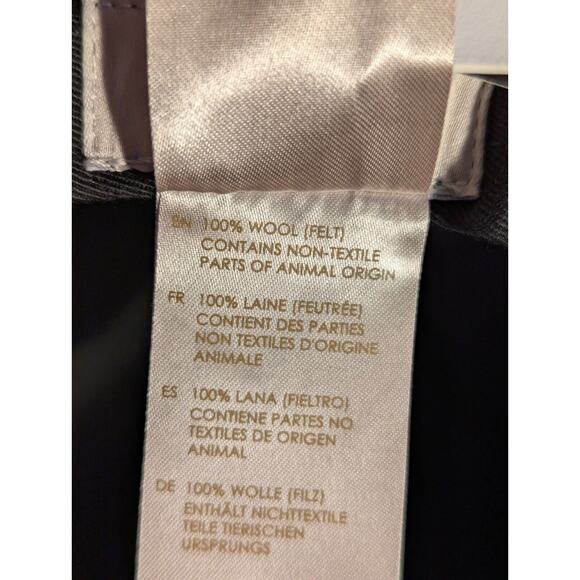 EN 100% WOOL (FELT)
CONTAINS NON-TEXTILE
PARTS OF ANIMAL ORIGIN
FR 100% LAINE (FEUTRÉE)
CONTIENT DES PARTIES
NON TEXTILES D'ORIGINE
ANIMALE
ES 100% LANA (FIELTRO)
CONTIENE PARTES NO
TEXTILES DE ORIGEN
ANIMAL
DE 100% WOLLE (FILZ)
ENTHÄLT NICHTTEXTILE
TEILE TIERISCHEN
URSPRUNGS